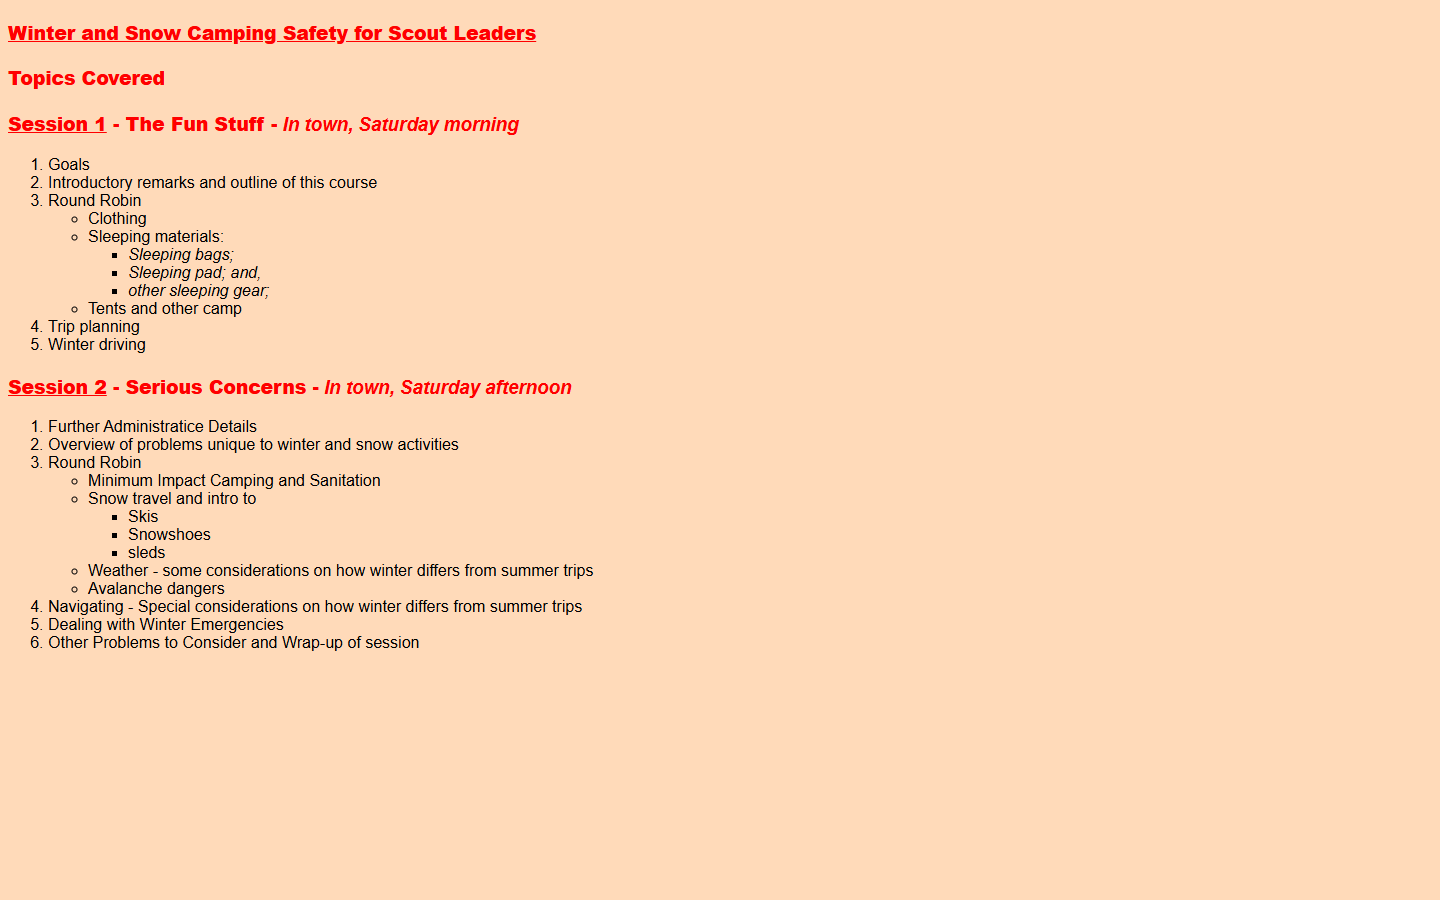 Winter and Snow Camping Safety for Scout Leaders
Topics Covered
Session 1 - The Fun Stuff - In town, Saturday morning
1. Goals
2. Introductory remarks and outline of this course
3. Round Robin
Clothing
Sleeping materials:
Sleeping bags;
Sleeping pad; and,
other sleeping gear;
Tents and other camp
4. Trip planning
5. Winter driving
Session 2 - Serious Concerns - In town, Saturday afternoon
1. Further Administratice Details
2. Overview of problems unique to winter and snow activities
3. Round Robin
Minimum Impact Camping and Sanitation
Snow travel and intro to
Skis
Snowshoes
sleds
Weather - some considerations on how winter differs from summer trips
Avalanche dangers
4. Navigating - Special considerations on how winter differs from summer trips
5. Dealing with Winter Emergencies
6. Other Problems to Consider and Wrap-up of session